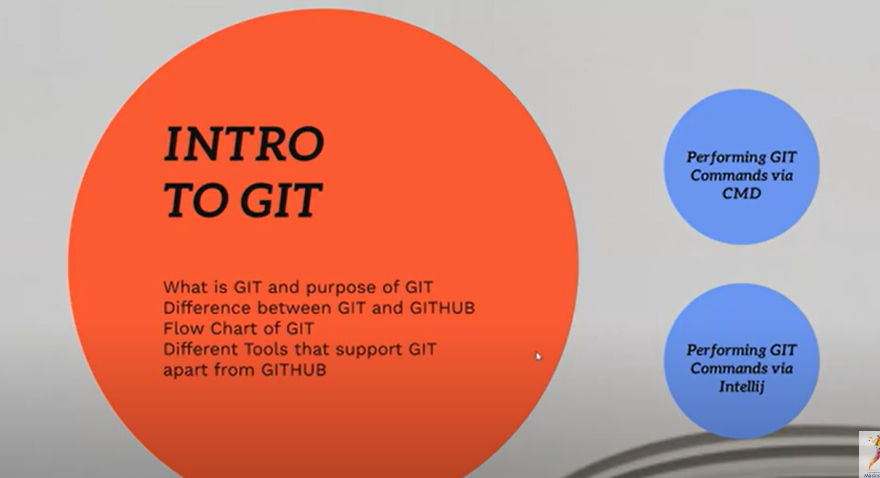 INTRO
TO GIT
What is GIT and purpose of GIT
Difference between GIT and GITHUB
Flow Chart of GIT
Different Tools that support GIT
apart from GITHUB
Performing GIT
Commands via
CMD
Performing GIT
Commands via
Intellij